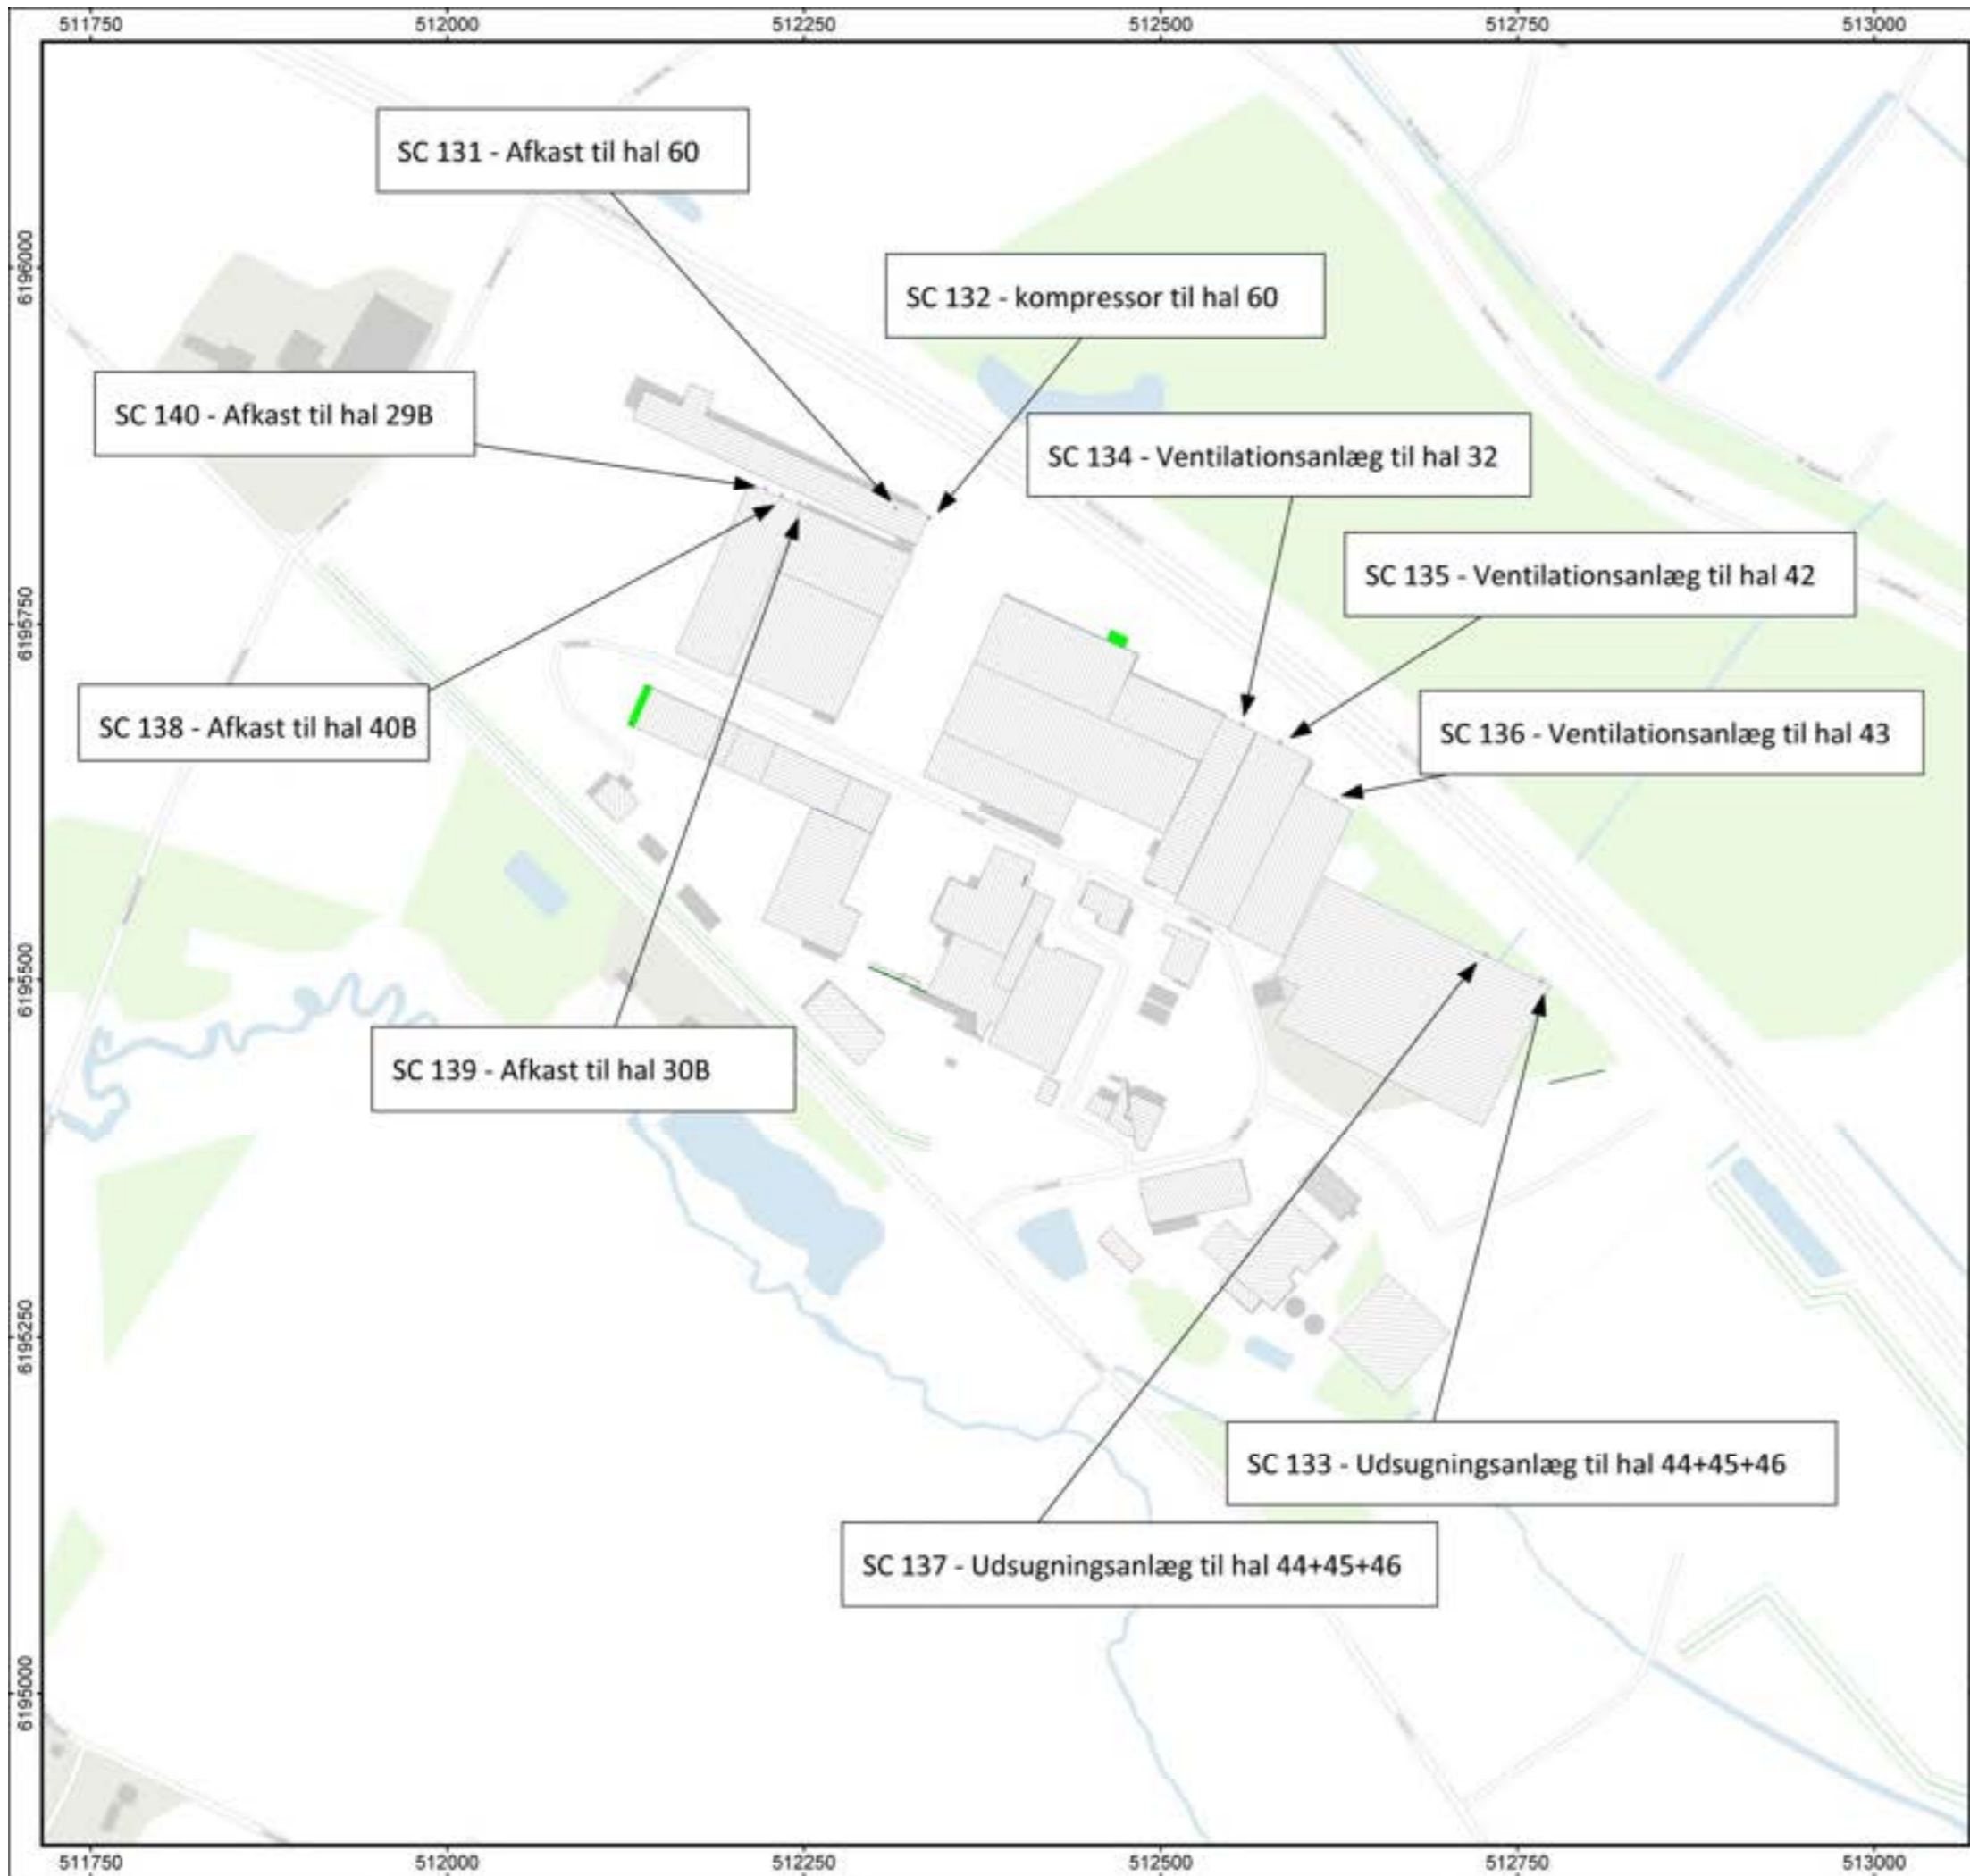 511750 512000 512250 512500 512750 513000
SC 131 - Afkast til hal 60
6196000
SC 132 - kompressor til hal 60
SC 140 - Afkast til hal 29B
SC 134 - Ventilationsanlæg til hal 32
SC 135 - Ventilationsanlæg til hal 42
6195750
SC 138 - Afkast til hal 40B
SC 136 - Ventilationsanlæg til hal 43
6195500
SC 139 - Afkast til hal 30B
6195250
SC 133 - Udsugningsanlæg til hal 44+45+46
SC 137 - Udsugningsanlæg til hal 44+45+46
6195000
511750 512000 512250 512500 512750 513000